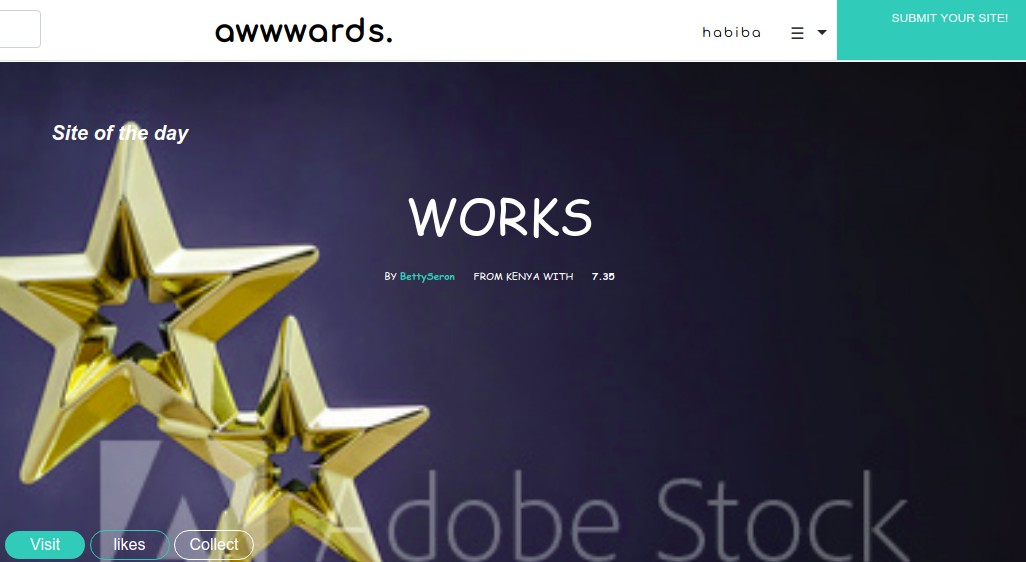 awwwards.
habiba
SUBMIT YOUR SITE!
Site of the day
WORKS
BY BettySeron FROM KENYA WITH 7.35
Adobe Stock
Visit
likes
Collect